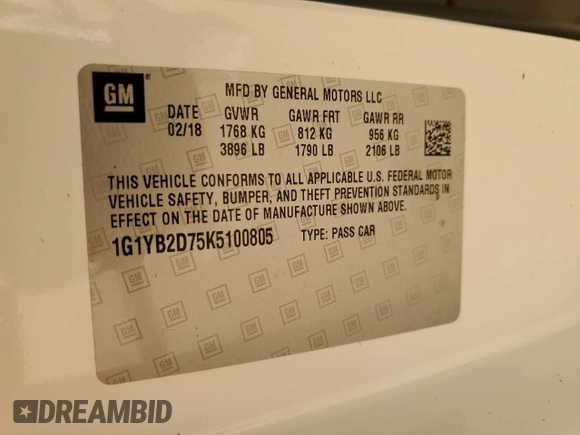 GM
MFD BY GENERAL MOTORS LLC
DATE GVWR GAWR FRT GAWR RR
02/18 1768 KG 812 KG 956 KG
3896 LB 1790 LB 2106 LB
THIS VEHICLE CONFORMS TO ALL APPLICABLE U.S. FEDERAL MOTOR
VEHICLE SAFETY, BUMPER, AND THEFT PREVENTION STANDARDS IN
EFFECT ON THE DATE OF MANUFACTURE SHOWN ABOVE.
1G1YB2D75K5100805 TYPE: PASS CAR
DREAMBID